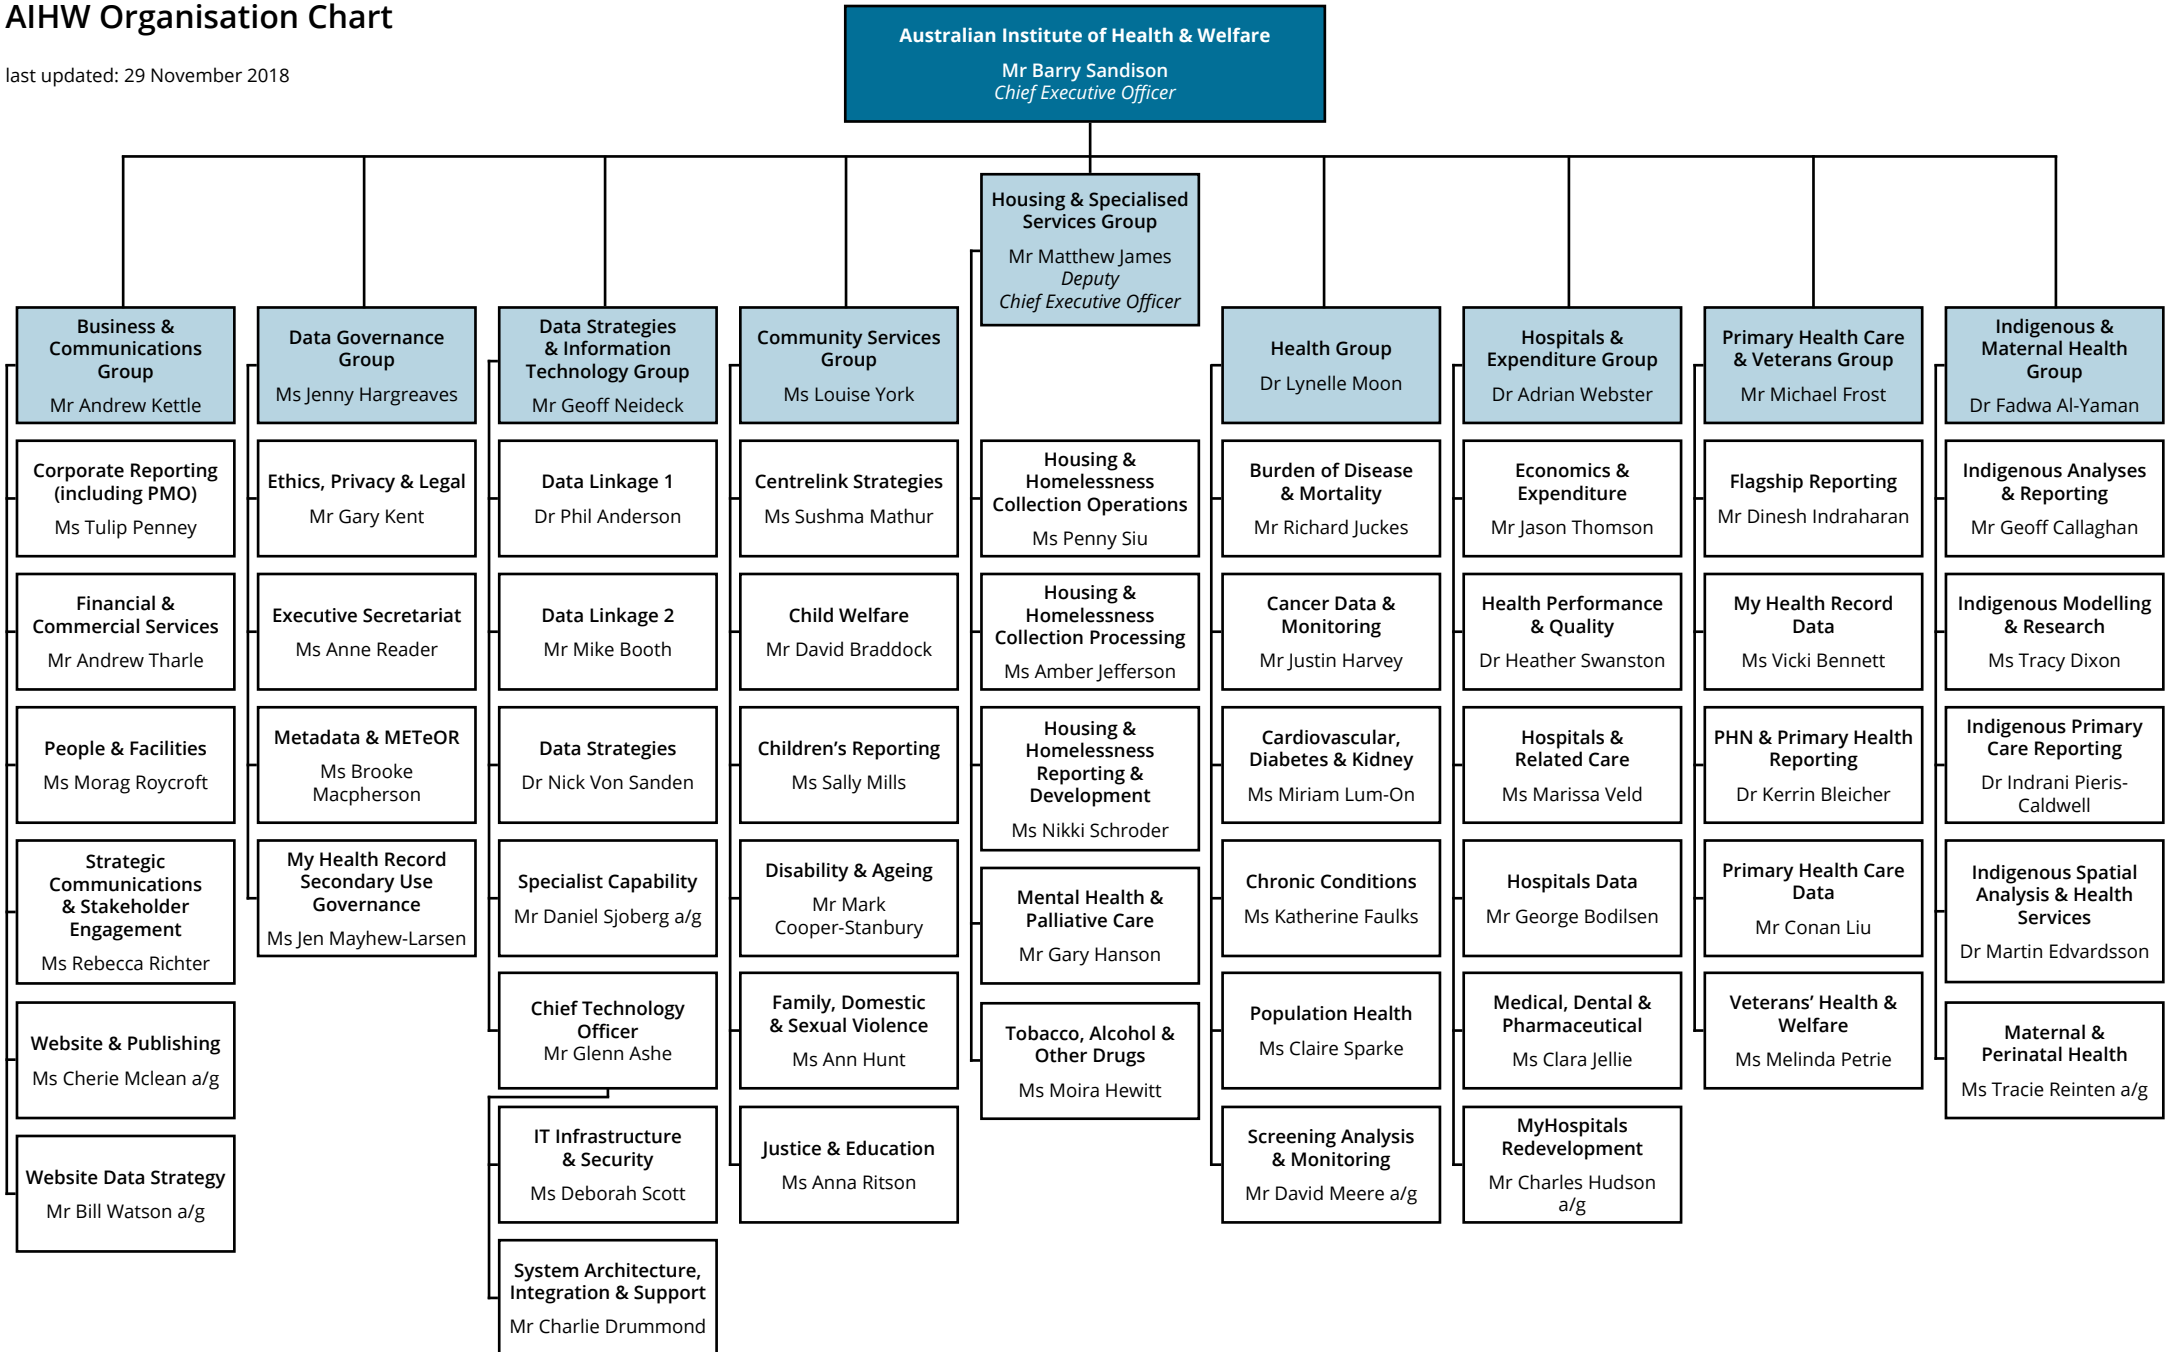 AIHW Organisation Chart
last updated: 29 November 2018
Australian Institute of Health & Welfare
Mr Barry Sandison
Chief Executive Officer
Business &
Communications
Group
Mr Andrew Kettle
Corporate Reporting
(including PMO)
Ms Tulip Penney
Financial &
Commercial Services
Mr Andrew Tharle
People & Facilities
Ms Morag Roycroft
Strategic
Communications
& Stakeholder
Engagement
Ms Rebecca Richter
Website & Publishing
Ms Cherie Mclean a/g
Website Data Strategy
Mr Bill Watson a/g
Data Governance
Group
Ms Jenny Hargreaves
Ethics, Privacy & Legal
Mr Gary Kent
Executive Secretariat
Ms Anne Reader
Metadata & METeOR
Ms Brooke
Macpherson
My Health Record
Secondary Use
Governance
Ms Jen Mayhew-Larsen
Data Strategies
& Information
Technology Group
Mr Geoff Neideck
Data Linkage 1
Dr Phil Anderson
Data Linkage 2
Mr Mike Booth
Data Strategies
Dr Nick Von Sanden
Specialist Capability
Mr Daniel Sjoberg a/g
Chief Technology
Officer
Mr Glenn Ashe
IT Infrastructure
& Security
Ms Deborah Scott
System Architecture,
Integration & Support
Mr Charlie Drummond
Community Services
Group
Ms Louise York
Centrelink Strategies
Ms Sushma Mathur
Child Welfare
Mr David Braddock
Children’s Reporting
Ms Sally Mills
Disability & Ageing
Mr Mark
Cooper-Stanbury
Family, Domestic
& Sexual Violence
Ms Ann Hunt
Justice & Education
Ms Anna Ritson
Housing & Specialised
Services Group
Mr Matthew James
Deputy
Chief Executive Officer
Housing &
Homelessness
Collection Operations
Ms Penny Siu
Housing &
Homelessness
Collection Processing
Ms Amber Jefferson
Housing &
Homelessness
Reporting &
Development
Ms Nikki Schroder
Mental Health &
Palliative Care
Mr Gary Hanson
Tobacco, Alcohol &
Other Drugs
Ms Moira Hewitt
Health Group
Dr Lynelle Moon
Burden of Disease
& Mortality
Mr Richard Juckes
Cancer Data &
Monitoring
Mr Justin Harvey
Cardiovascular,
Diabetes & Kidney
Ms Miriam Lum-On
Chronic Conditions
Ms Katherine Faulks
Population Health
Ms Claire Sparke
Screening Analysis
& Monitoring
Mr David Meere a/g
Hospitals &
Expenditure Group
Dr Adrian Webster
Economics &
Expenditure
Mr Jason Thomson
Health Performance
& Quality
Dr Heather Swanston
Hospitals &
Related Care
Ms Marissa Veld
Hospitals Data
Mr George Bodilsen
Medical, Dental &
Pharmaceutical
Ms Clara Jellie
MyHospitals
Redevelopment
Mr Charles Hudson
a/g
Primary Health Care
& Veterans Group
Mr Michael Frost
Flagship Reporting
Mr Dinesh Indraharan
My Health Record
Data
Ms Vicki Bennett
PHN & Primary Health
Reporting
Dr Kerrin Bleicher
Primary Health Care
Data
Mr Conan Liu
Veterans’ Health &
Welfare
Ms Melinda Petrie
Indigenous &
Maternal Health
Group
Dr Fadwa Al-Yaman
Indigenous Analyses
& Reporting
Mr Geoff Callaghan
Indigenous Modelling
& Research
Ms Tracy Dixon
Indigenous Primary
Care Reporting
Dr Indrani Pieris-
Caldwell
Indigenous Spatial
Analysis & Health
Services
Dr Martin Edvardsson
Maternal &
Perinatal Health
Ms Tracie Reinten a/g